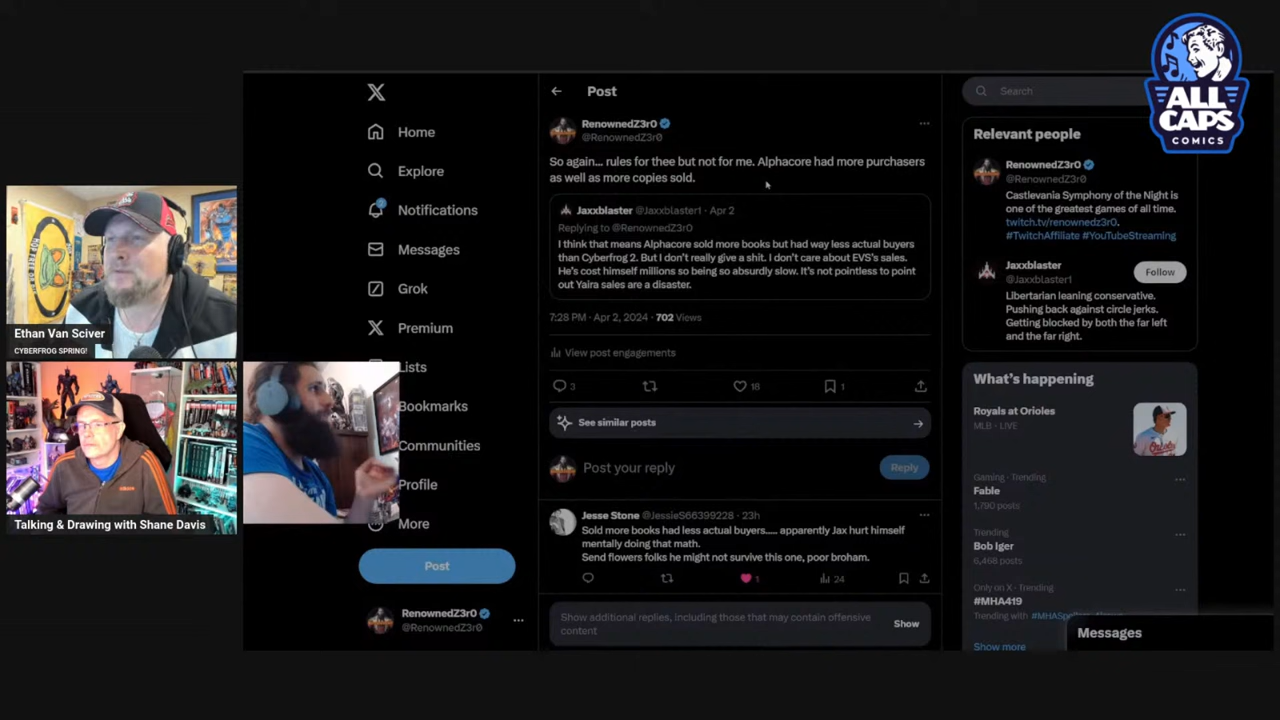 ALL
CAPS
COMICS
Home
Explore
Notifications
Messages
Grok
Premium
Lists
Bookmarks
Communities
Profile
More
Post
RenownedZ3r0
@RenownedZ3r0
Ethan Van Sciver
CYBERFROG SPRING!
Talking & Drawing with Shane Davis
Post
RenownedZ3r0
@RenownedZ3r0
So again... rules for thee but not for me. Alphacore had more purchasers
as well as more copies sold.
Jaxxblaster @Jaxxblaster1 · Apr 2
Replying to @RenownedZ3r0
I think that means Alphacore sold more books but had way less actual buyers
than Cyberfrog 2. But I don't really give a shit. I don't care about EVS's sales.
He's cost himself millions so being so absurdly slow. It's not pointless to point
out Yaira sales are a disaster.
7:28 PM · Apr 2, 2024 · 702 Views
View post engagements
3
18
1
See similar posts
Post your reply
Reply
Jesse Stone @JessieS66399228 · 23h
Sold more books had less actual buyers..... apparently Jax hurt himself
mentally doing that math.
Send flowers folks he might not survive this one, poor broham.
1
24
Show additional replies, including those that may contain offensive
content
Show
Search
Relevant people
RenownedZ3r0
@RenownedZ3r0
Castlevania Symphony of the Night is
one of the greatest games of all time.
twitch.tv/renownedz3r0.
#TwitchAffiliate #YouTubeStreaming
Jaxxblaster
@Jaxxblaster1
Follow
Libertarian leaning conservative.
Pushing back against circle jerks.
Getting blocked by both the far left
and the far right.
What's happening
Royals at Orioles
MLB · LIVE
Gaming · Trending
Fable
1,790 posts
Trending
Bob Iger
6,468 posts
Only on X · Trending
#MHA419
Trending with
Show more
Messages